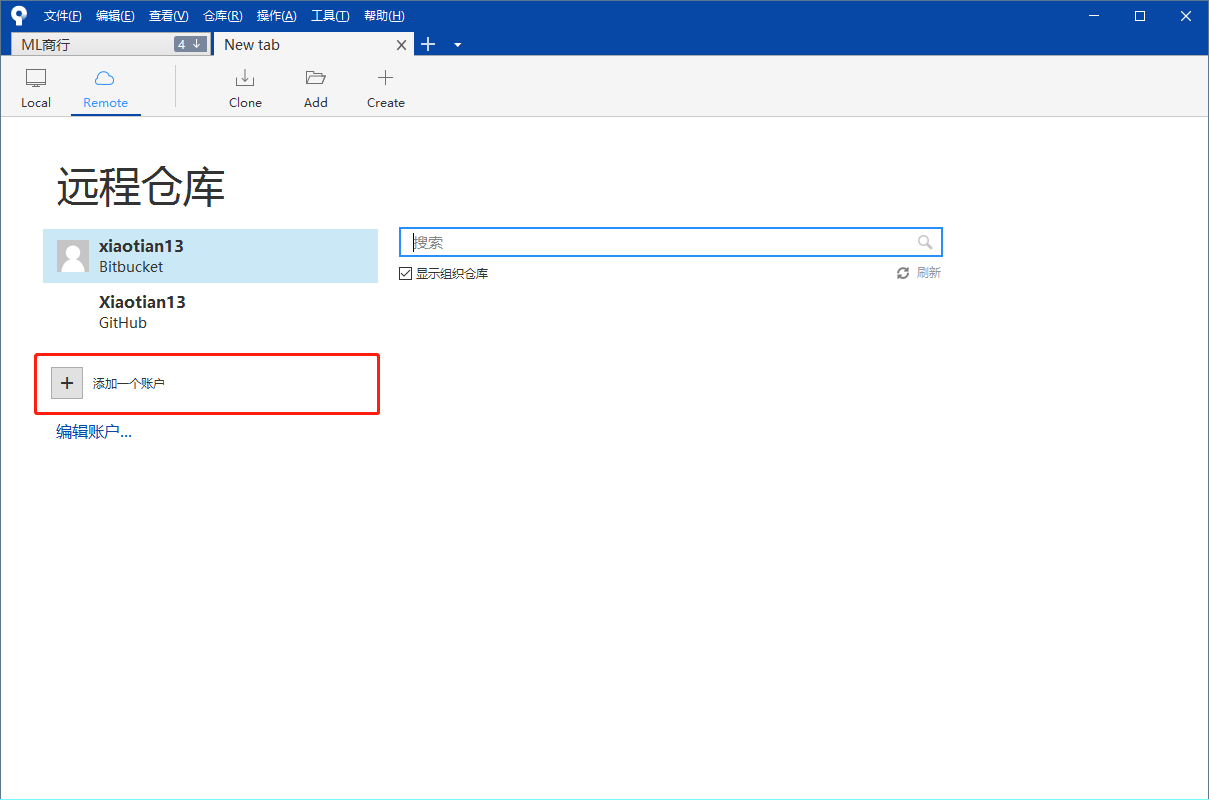 文件(F) 编辑(E) 查看(V) 仓库(R) 操作(A) 工具(T) 帮助(H)
ML商行 4 New tab
Local Remote Clone Add Create
远程仓库
xiaotian13
Bitbucket
Xiaotian13
GitHub
添加一个账户
编辑账户...
搜索
显示组织仓库 刷新